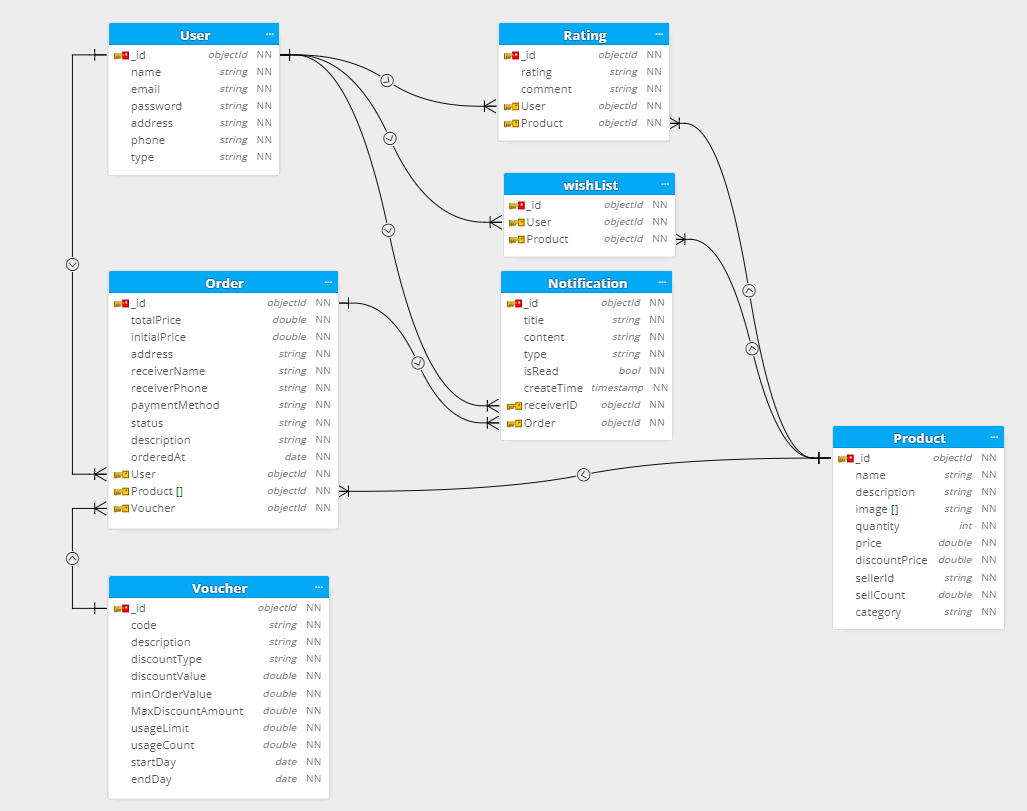 User ...
_id objectId NN
name string NN
email string NN
password string NN
address string NN
phone string NN
type string NN
Rating ...
_id objectId NN
rating string NN
comment string NN
User objectId NN
Product objectId NN
wishList ...
_id objectId NN
User objectId NN
Product objectId NN
Order ...
_id objectId NN
totalPrice double NN
initialPrice double NN
address string NN
receiverName string NN
receiverPhone string NN
paymentMethod string NN
status string NN
description string NN
orderedAt date NN
User objectId NN
Product [] objectId NN
Voucher objectId NN
Notification ...
_id objectId NN
title string NN
content string NN
type string NN
isRead bool NN
createTime timestamp NN
receiverID objectId NN
Order objectId NN
Product ...
_id objectId NN
name string NN
description string NN
image [] string NN
quantity int NN
price double NN
discountPrice double NN
sellerId string NN
sellCount double NN
category string NN
Voucher ...
_id objectId NN
code string NN
description string NN
discountType string NN
discountValue double NN
minOrderValue double NN
MaxDiscountAmount double NN
usageLimit double NN
usageCount double NN
startDay date NN
endDay date NN